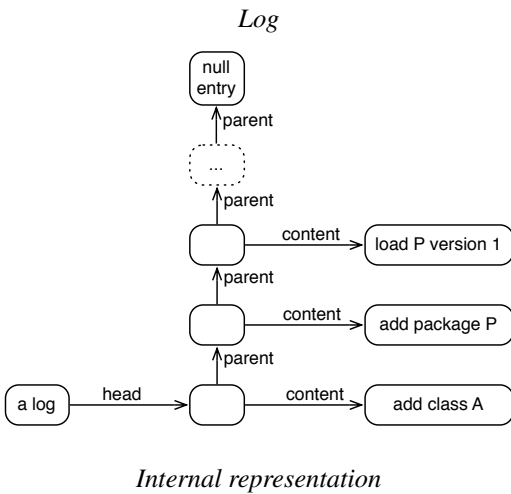 Log
null
entry
parent
...
parent
content
load P version 1
parent
content
add package P
parent
a log
head
content
add class A
Internal representation